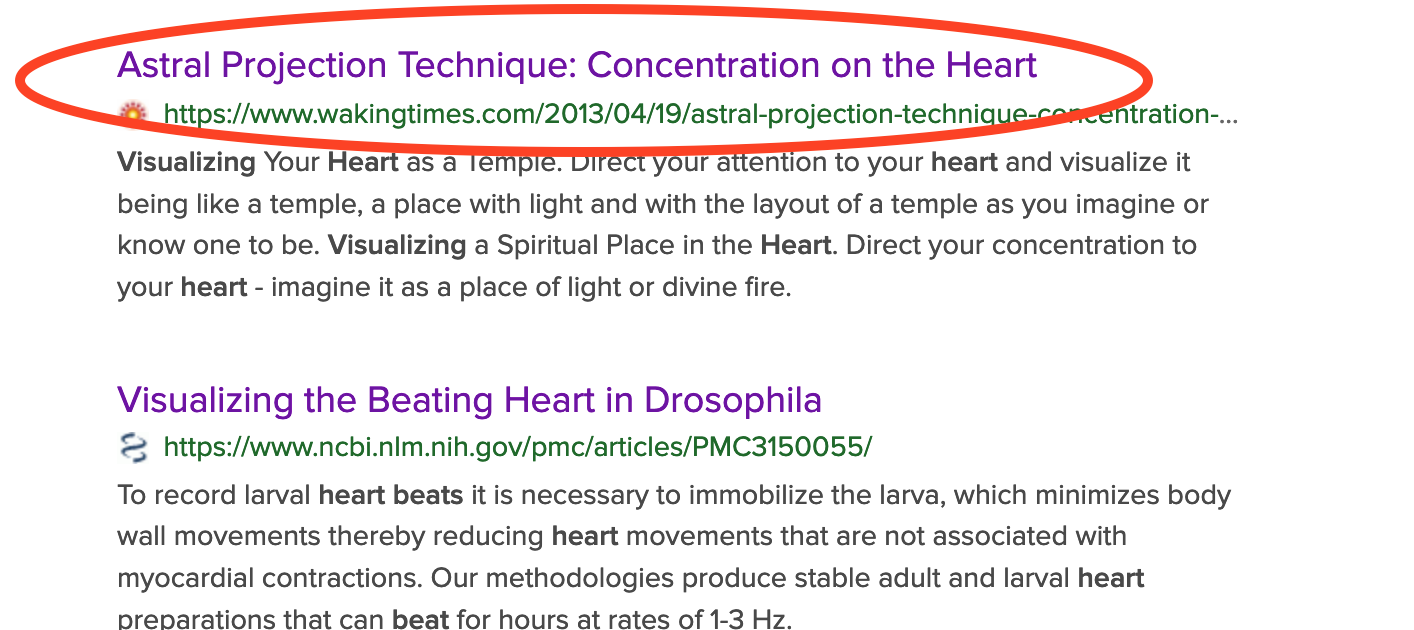 Astral Projection Technique: Concentration on the Heart
https://www.wakingtimes.com/2013/04/19/astral-projection-technique-concentration-...
Visualizing Your Heart as a Temple. Direct your attention to your heart and visualize it
being like a temple, a place with light and with the layout of a temple as you imagine or
know one to be. Visualizing a Spiritual Place in the Heart. Direct your concentration to
your heart - imagine it as a place of light or divine fire.
Visualizing the Beating Heart in Drosophila
https://www.ncbi.nlm.nih.gov/pmc/articles/PMC3150055/
To record larval heart beats it is necessary to immobilize the larva, which minimizes body
wall movements thereby reducing heart movements that are not associated with
myocardial contractions. Our methodologies produce stable adult and larval heart
preparations that can beat for hours at rates of 1-3 Hz.